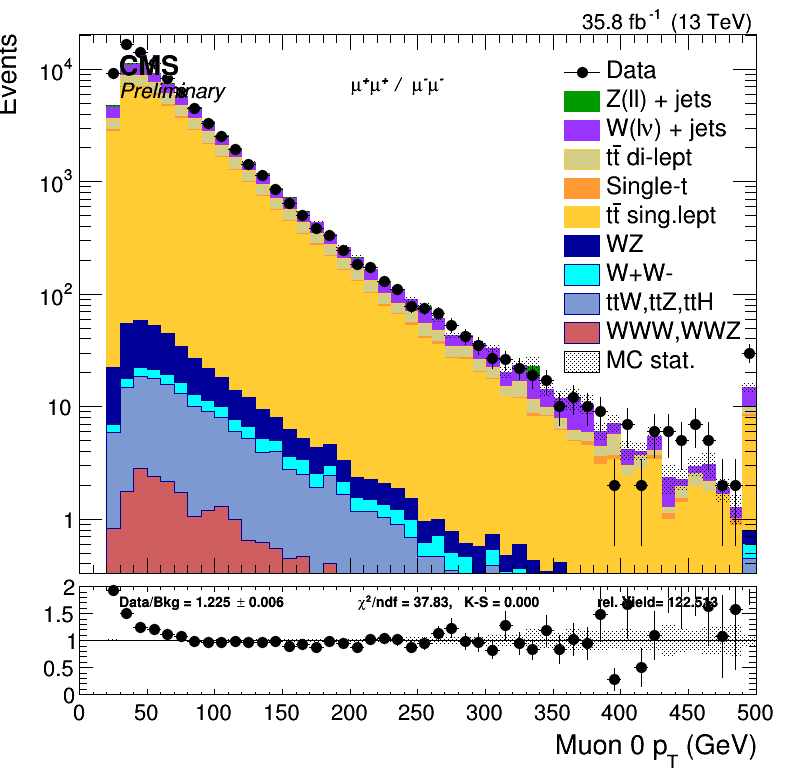 35.8 fb⁻¹ (13 TeV)
Events
CMS
Preliminary
μ⁺μ⁺ / μ⁻μ⁻
Data
Z(ll) + jets
W(lν) + jets
tt̄ di-lept
Single-t
tt̄ sing.lept
WZ
W+W-
ttW,ttZ,ttH
WWW,WWZ
MC stat.
10⁴
10³
10²
10
1
Data/Bkg = 1.225 ± 0.006 χ²/ndf = 37.83, K-S = 0.000 rel. Yield= 122.513
2
1.5
1
0.5
0
0 50 100 150 200 250 300 350 400 450 500
Muon 0 p_T (GeV)